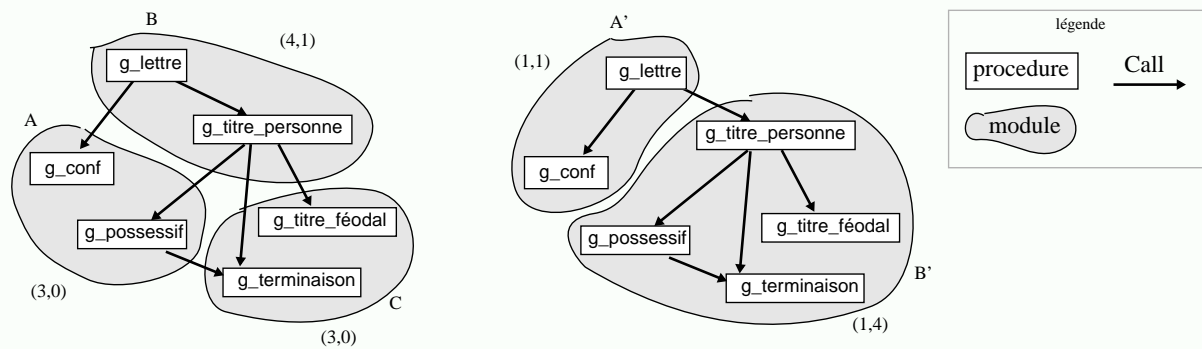 B
(4,1)
g_lettre
g_titre_personne
A
g_conf
g_possessif
g_titre_féodal
g_terminaison
(3,0)
C
(3,0)
A’
(1,1)
g_lettre
g_titre_personne
g_conf
g_possessif
g_titre_féodal
g_terminaison
B’
(1,4)
légende
procedure
Call
module